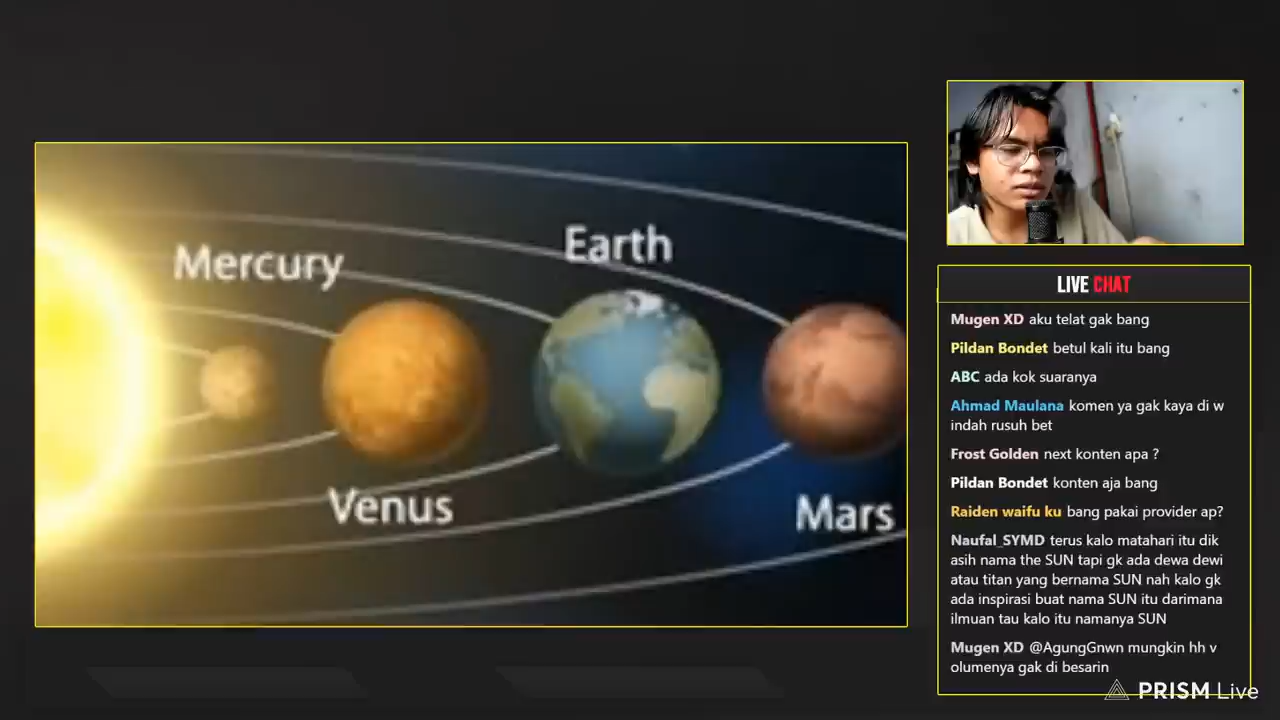 Mercury
Earth
Venus
Mars
LIVE CHAT
Mugen XD aku telat gak bang
Pildan Bondet betul kali itu bang
ABC ada kok suaranya
Ahmad Maulana komen ya gak kaya di w
indah rusuh bet
Frost Golden next konten apa ?
Pildan Bondet konten aja bang
Raiden waifu ku bang pakai provider ap?
Naufal_SYMD terus kalo matahari itu dik
asih nama the SUN tapi gk ada dewa dewi
atau titan yang bernama SUN nah kalo gk
ada inspirasi buat nama SUN itu darimana
ilmuan tau kalo itu namanya SUN
Mugen XD @AgungGnwn mungkin hh v
olumenya gak di besarin
PRISM Live